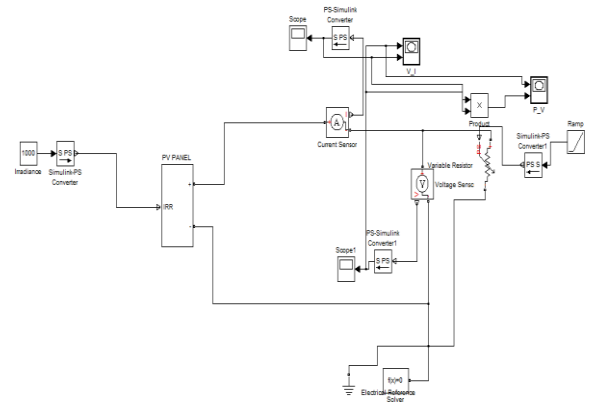 PS-Simulink
Converter
Scope
S PS
V_I
P_V
X
Product
Ramp
Simulink-PS
Converter1
PS S
A
I
Current Sensor
1000
Irradiance
S PS
Simulink-PS
Converter
PV PANEL
+
IRR
-
Variable Resistor
V
Voltage Sensc
V
PS-Simulink
Converter1
Scope1
S PS
f(x)=0
Electrical Reference
Solver